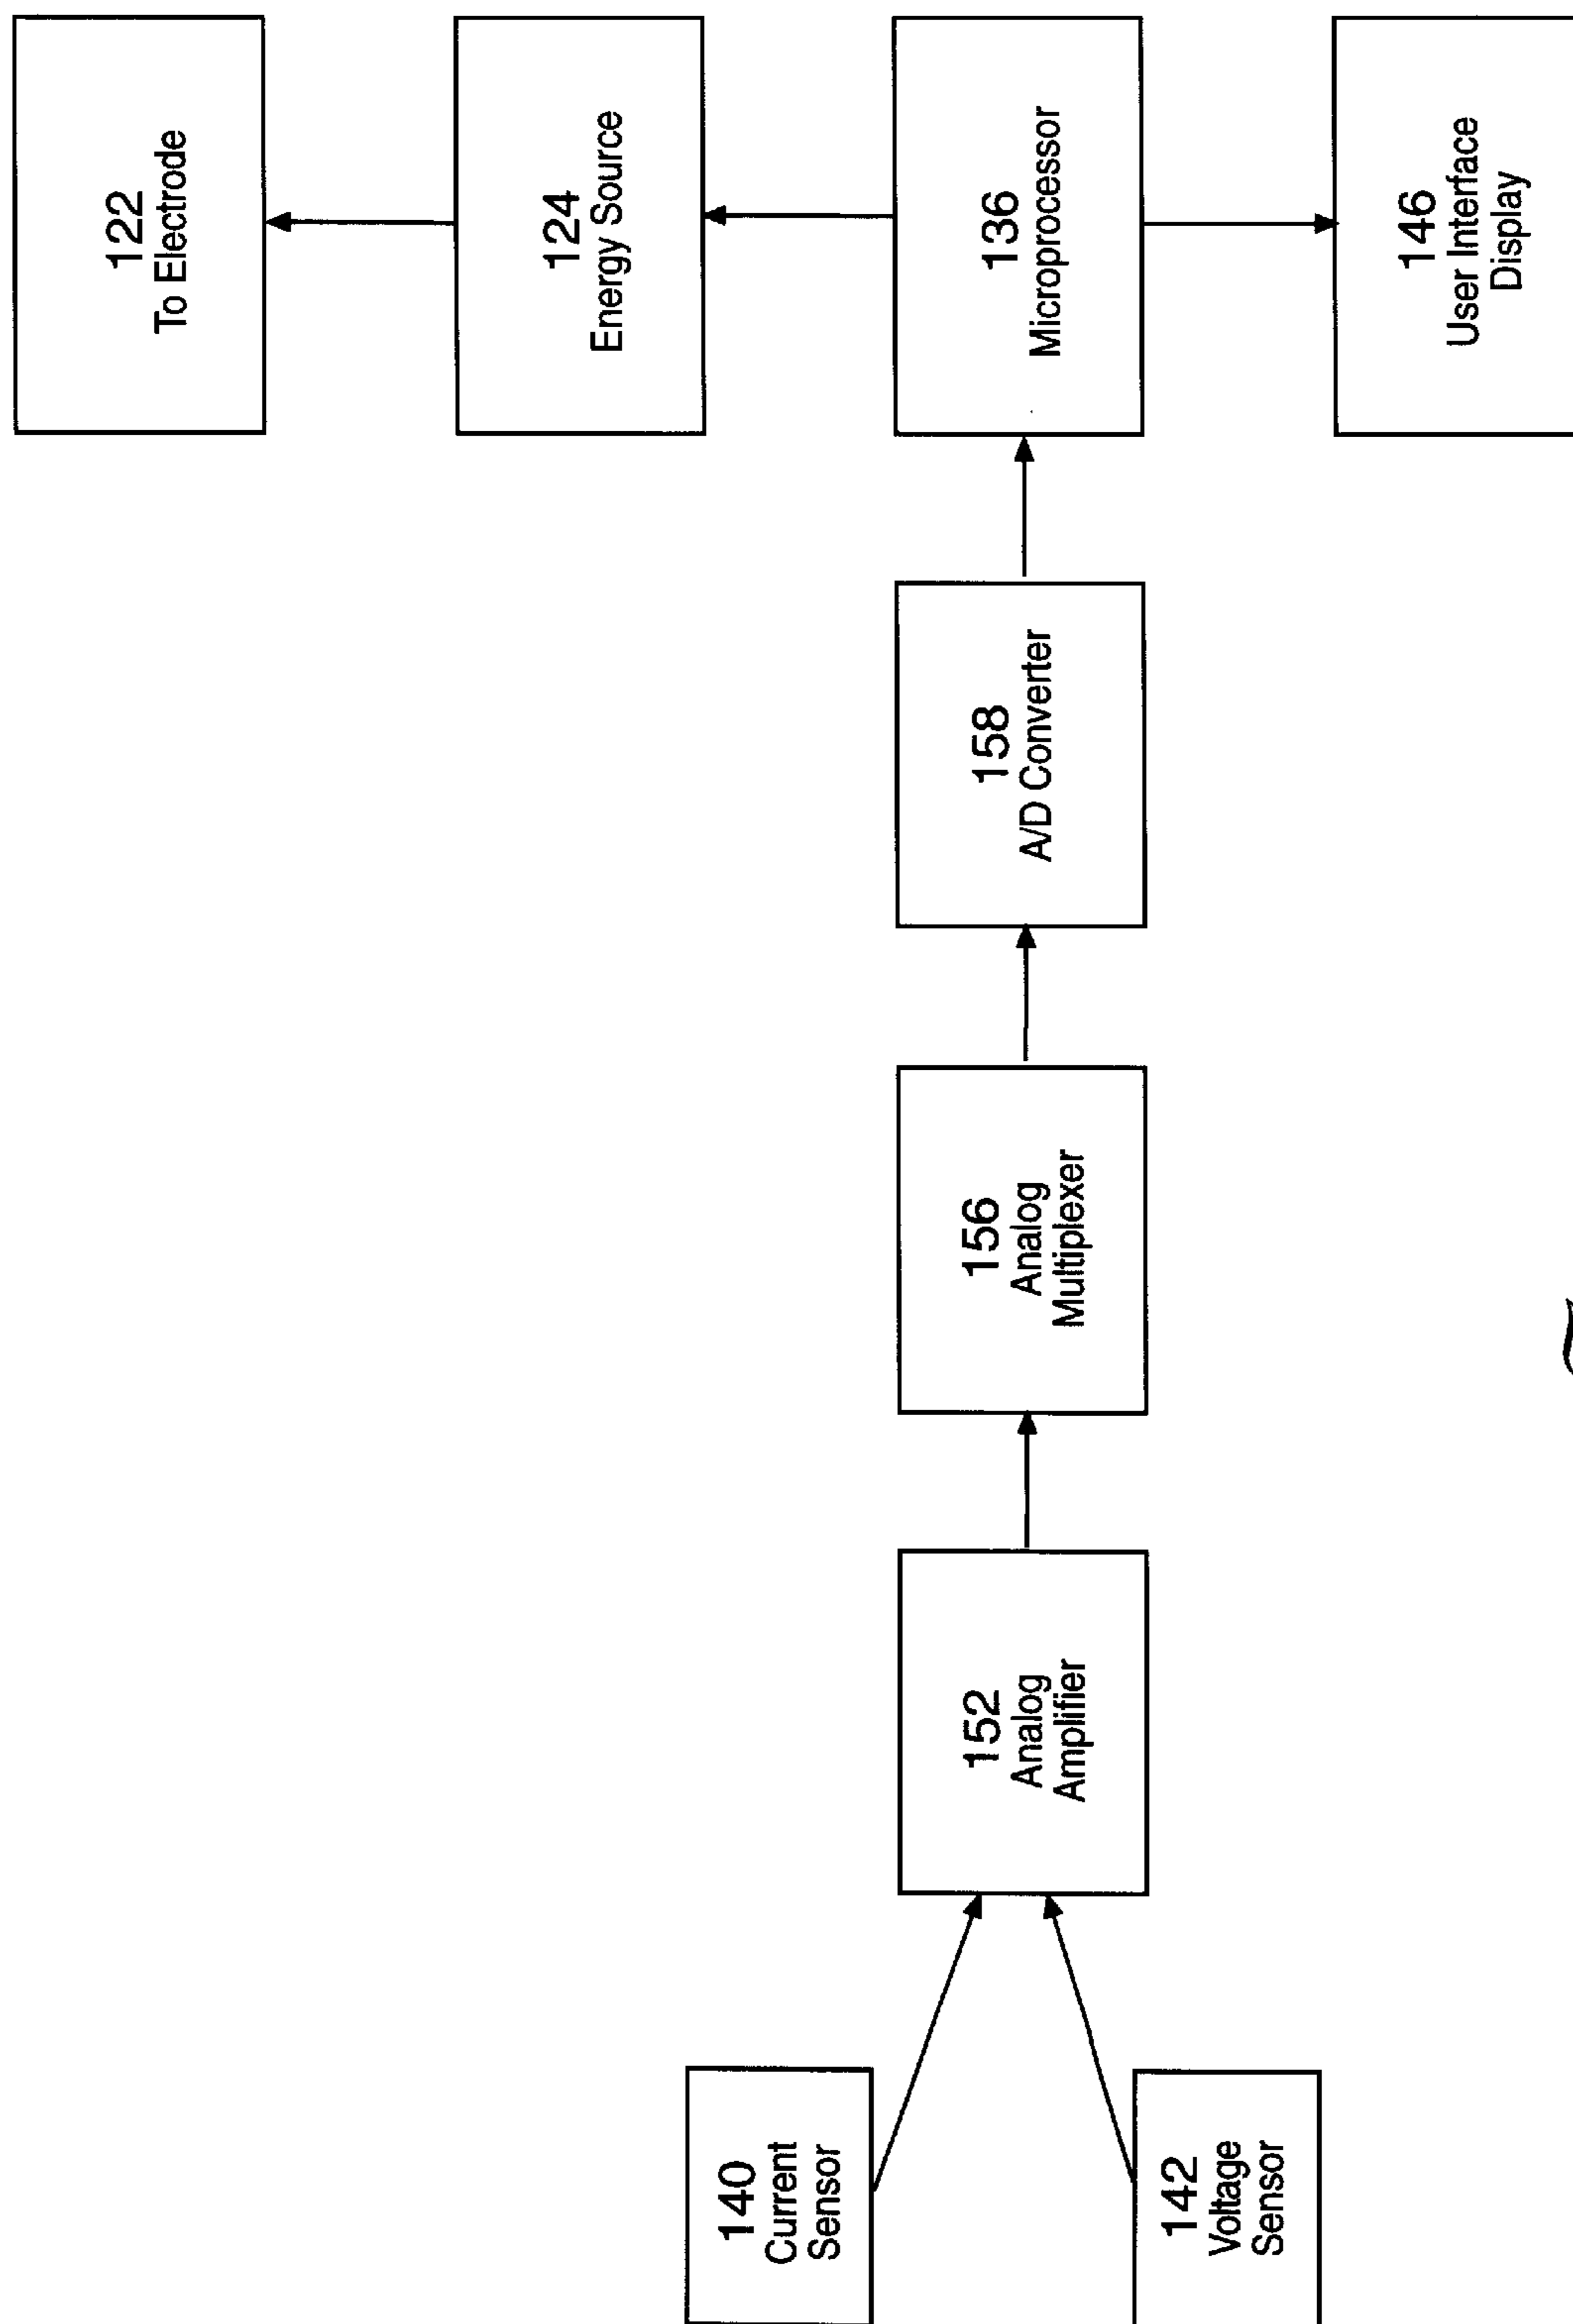 122
To Electrode
124
Energy Source
140
Current
Sensor
152
Analog
Amplifier
156
Analog
Multiplexer
158
A/D Converter
136
Microprocessor
142
Voltage
Sensor
146
User Interface
Display